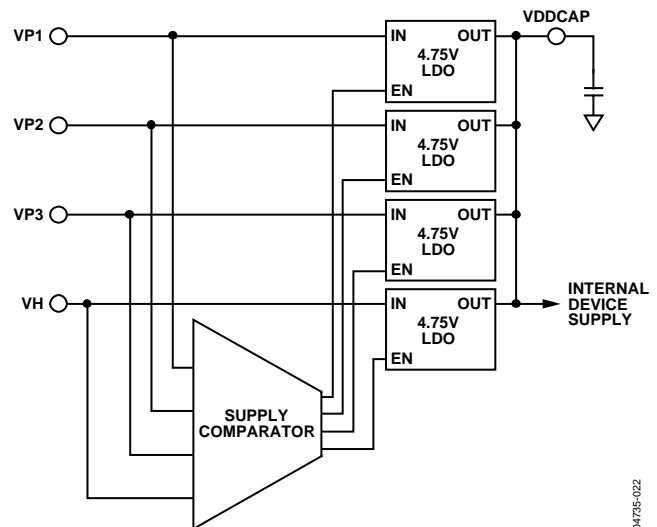 VP1
IN
OUT
VDDCAP
4.75V
LDO
EN
VP2
IN
OUT
4.75V
LDO
EN
VP3
IN
OUT
4.75V
LDO
EN
VH
IN
OUT
4.75V
LDO
EN
INTERNAL
DEVICE
SUPPLY
SUPPLY
COMPARATOR
04735-022